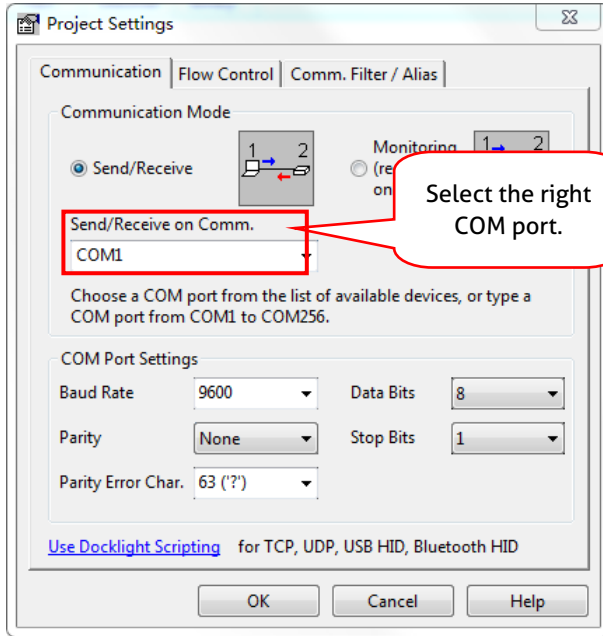 Project Settings
Communication
Flow Control
Comm. Filter / Alias
Communication Mode
Send/Receive
1 2
Monitoring
1 2
(re
on
Select the right
COM port.
Send/Receive on Comm.
COM1
Choose a COM port from the list of available devices, or type a
COM port from COM1 to COM256.
COM Port Settings
Baud Rate 9600 Data Bits 8
Parity None Stop Bits 1
Parity Error Char. 63 ('?')
Use Docklight Scripting for TCP, UDP, USB HID, Bluetooth HID
OK Cancel Help